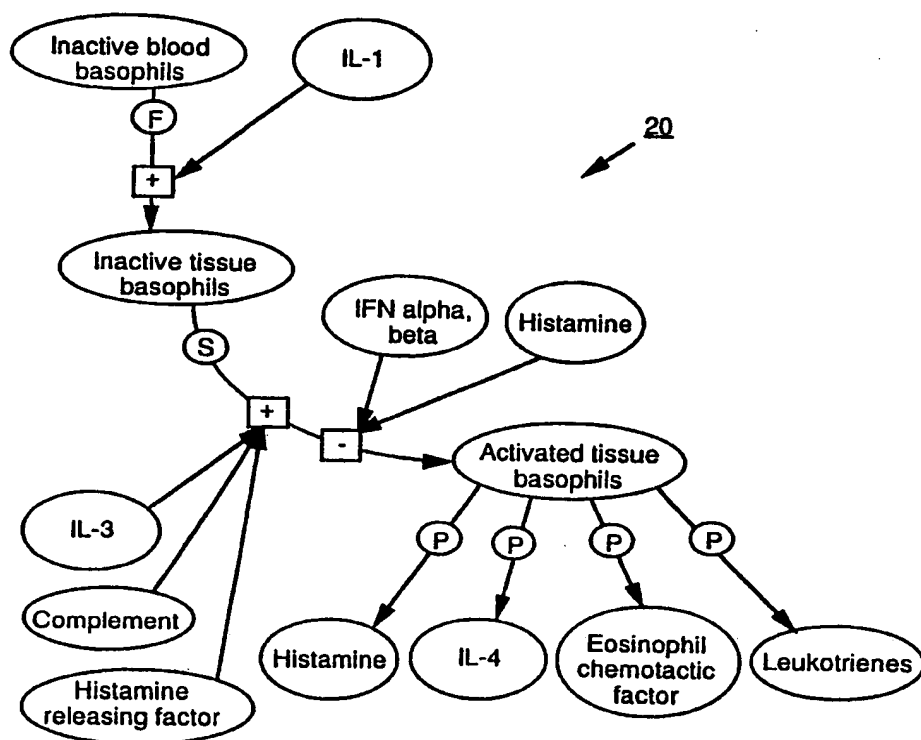 Inactive blood
basophils
IL-1
F
20
+
Inactive tissue
basophils
IFN alpha,
beta
Histamine
S
+
-
Activated tissue
basophils
IL-3
P
P
P
P
Complement
Histamine
IL-4
Eosinophil
chemotactic
factor
Leukotrienes
Histamine
releasing factor